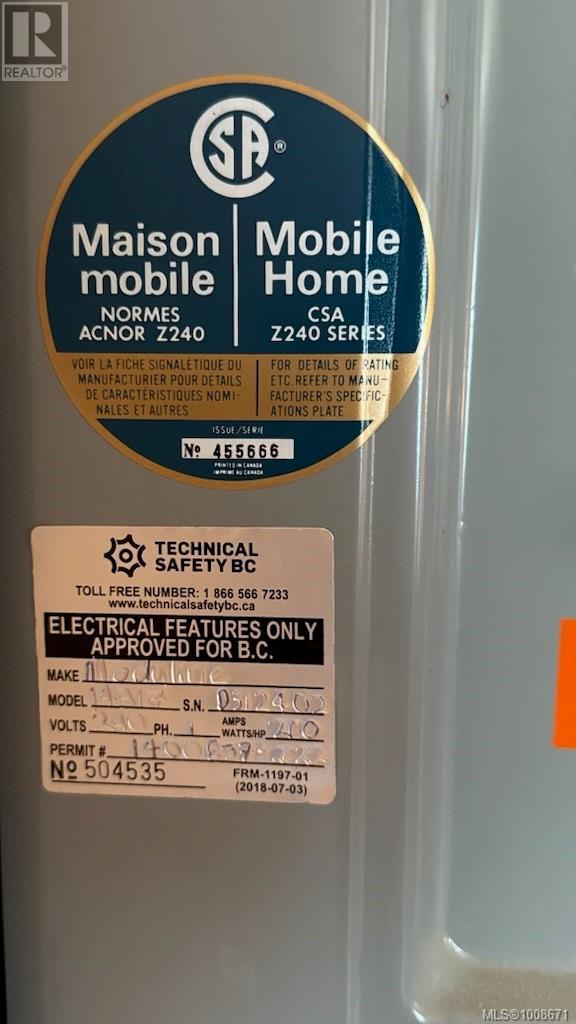 R
REALTOR®
CSA®
Maison
mobile
NORMES
ACNOR Z240
Mobile
Home
CSA
Z240 SERIES
VOIR LA FICHE SIGNALÉTIQUE DU
MANUFACTURIER POUR DÉTAILS
DE CARACTÉRISTIQUES NOMI-
NALES ET AUTRES
FOR DETAILS OF RATING
ETC. REFER TO MANU-
FACTURER'S SPECIFIC-
ATIONS PLATE
ISSUE/SERIE
Nº 455666
PRINTED IN CANADA
IMPRIMÉ AU CANADA
TECHNICAL
SAFETY BC
TOLL FREE NUMBER: 1 866 566 7233
www.technicalsafetybc.ca
ELECTRICAL FEATURES ONLY
APPROVED FOR B.C.
MAKE Moduline
MODEL S.N.
VOLTS 240 PH. 1 AMPS WATTS/HP 200
PERMIT #
Nº 504535
FRM-1197-01
(2018-07-03)
MLS®1008671